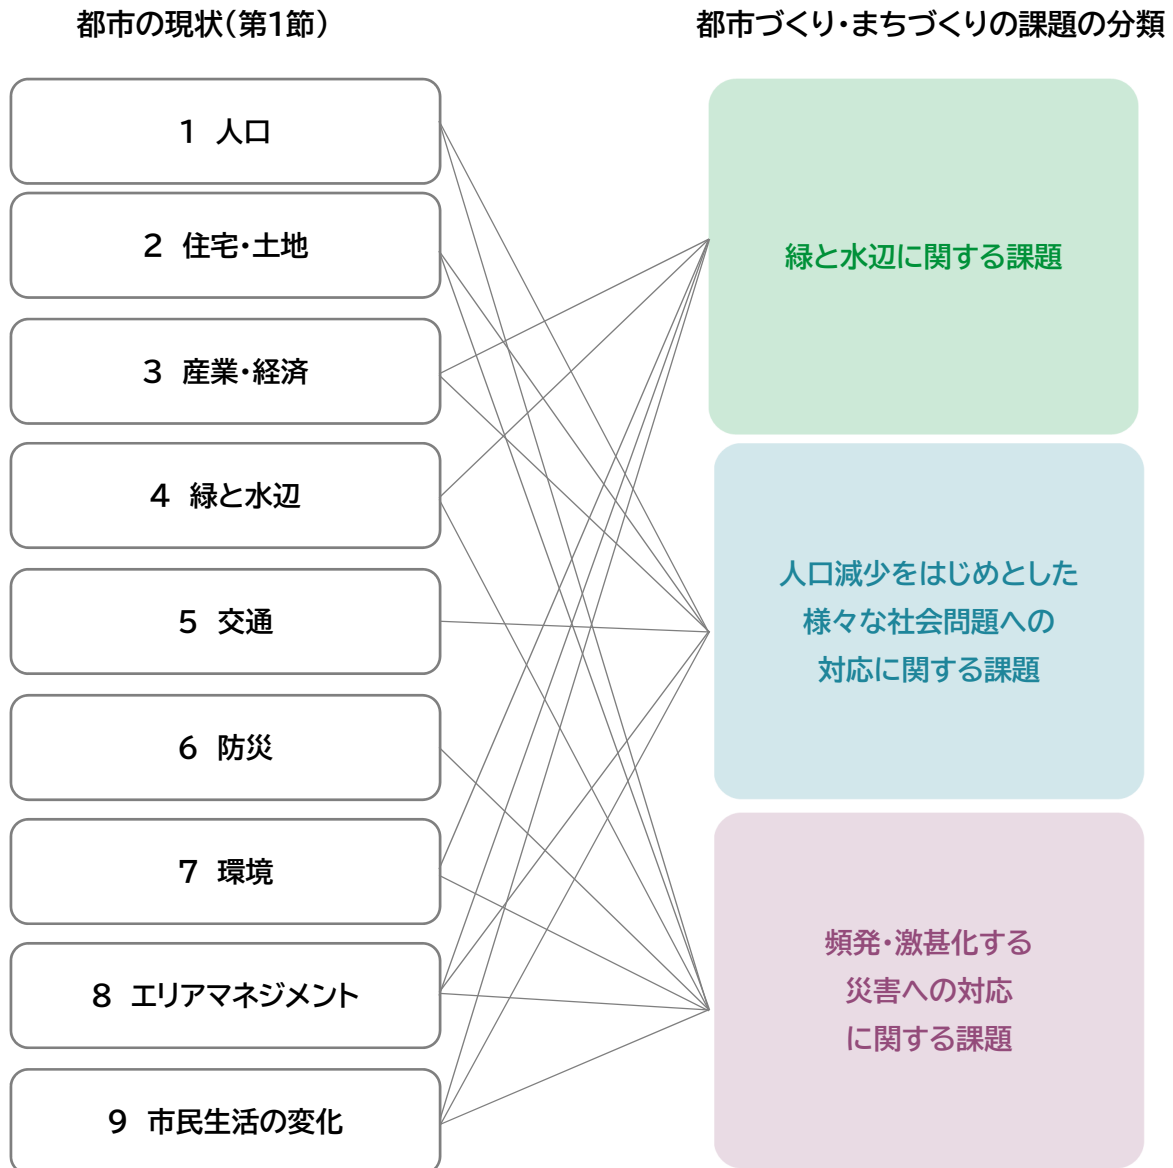 都市の現状(第1節)
都市づくり・まちづくりの課題の分類
1 人口
2 住宅・土地
3 産業・経済
4 緑と水辺
5 交通
6 防災
7 環境
8 エリアマネジメント
9 市民生活の変化
緑と水辺に関する課題
人口減少をはじめとした
様々な社会問題への
対応に関する課題
頻発・激甚化する
災害への対応
に関する課題